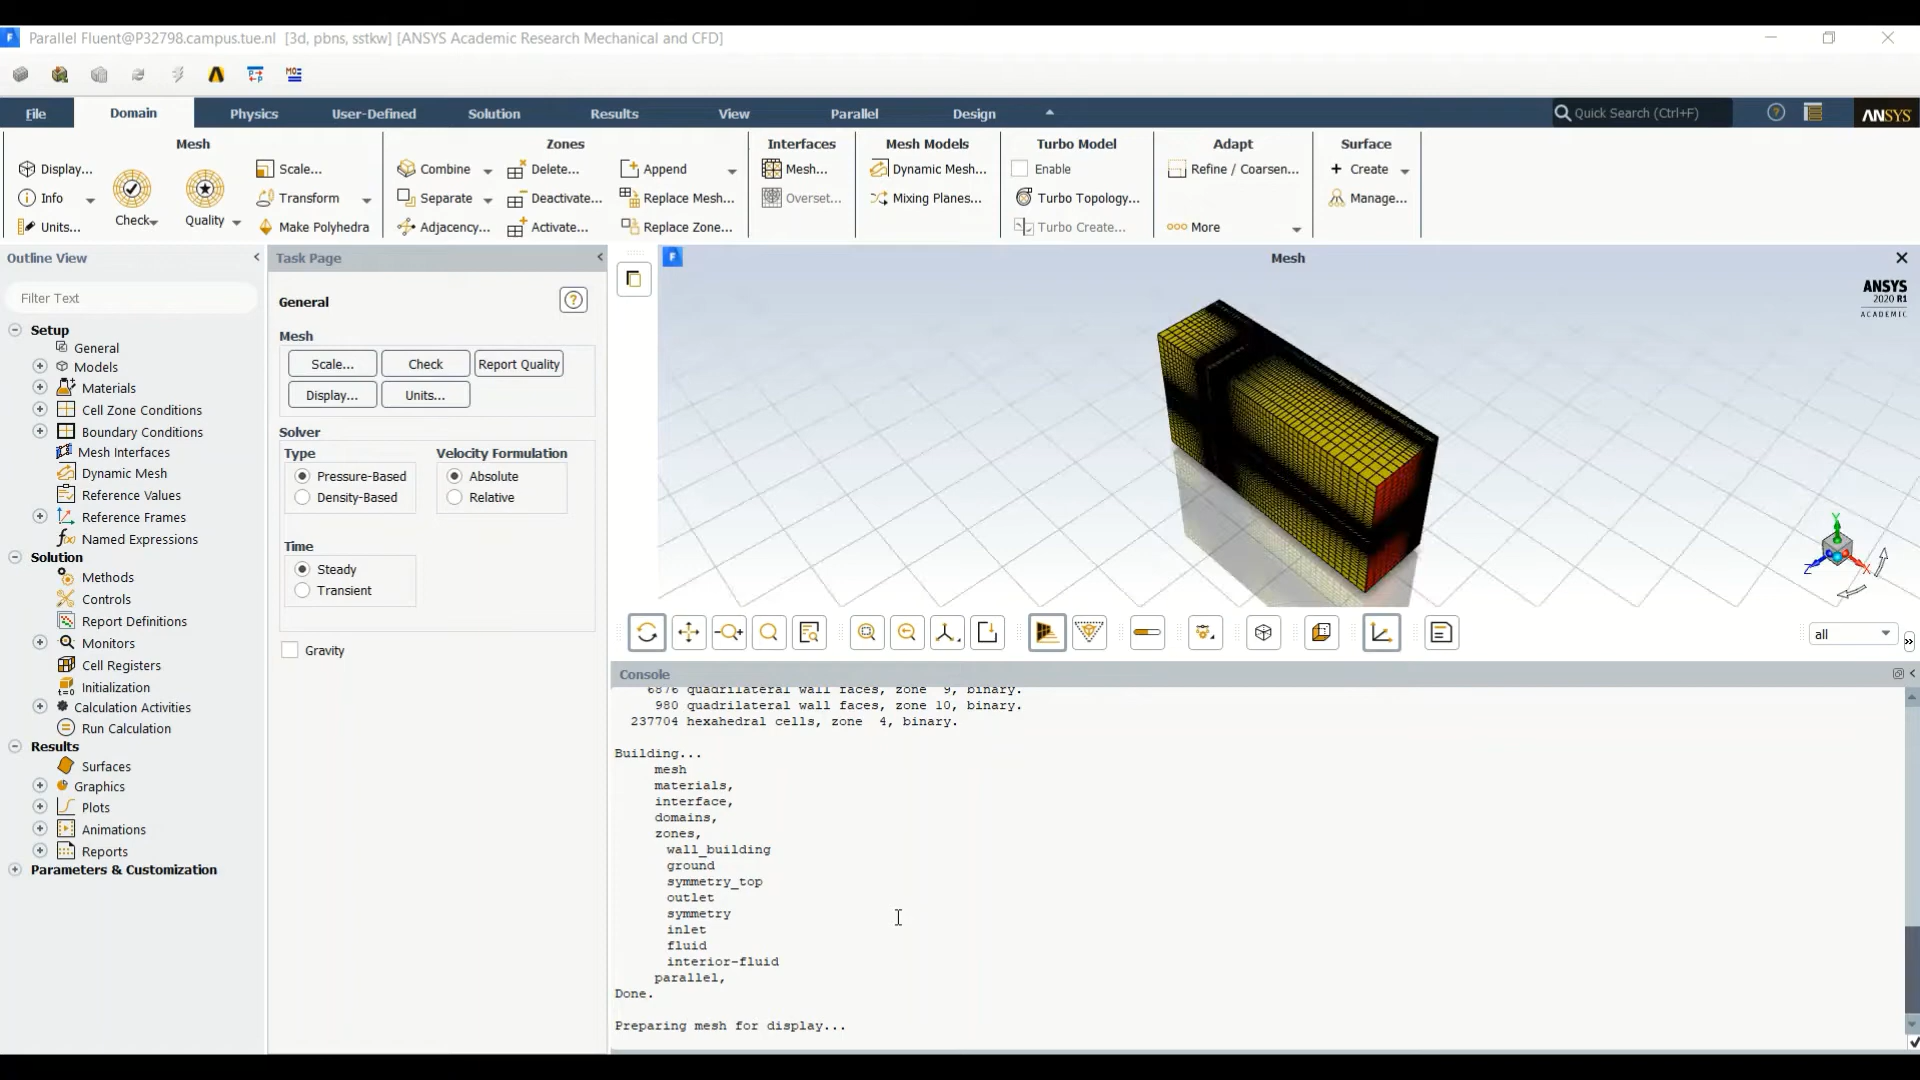 Parallel Fluent@P32798.campus.tue.nl [3d, pbns, sstkw] [ANSYS Academic Research Mechanical and CFD]
File Domain Physics User-Defined Solution Results View Parallel Design Quick Search (Ctrl+F) ANSYS
Mesh Zones Interfaces Mesh Models Turbo Model Adapt Surface
Display... Scale... Combine Delete... Append Mesh... Dynamic Mesh... Enable Refine / Coarsen... Create
Info Transform Separate Deactivate... Replace Mesh... Overset... Mixing Planes... Turbo Topology... Manage...
Check Quality
Units... Make Polyhedra Adjacency... Activate... Replace Zone... Turbo Create... More
Outline View
Filter Text
Setup
General
Models
Materials
Cell Zone Conditions
Boundary Conditions
Mesh Interfaces
Dynamic Mesh
Reference Values
Reference Frames
Named Expressions
Solution
Methods
Controls
Report Definitions
Monitors
Cell Registers
Initialization
Calculation Activities
Run Calculation
Results
Surfaces
Graphics
Plots
Animations
Reports
Parameters & Customization
Task Page
General
Mesh
Scale... Check Report Quality
Display... Units...
Solver
Type Velocity Formulation
Pressure-Based Absolute
Density-Based Relative
Time
Steady
Transient
Gravity
Mesh
ANSYS
2020 R1
ACADEMIC
Y
Z X
all
Console
6876 quadrilateral wall faces, zone 9, binary.
980 quadrilateral wall faces, zone 10, binary.
237704 hexahedral cells, zone 4, binary.
Building...
mesh
materials,
interface,
domains,
zones,
wall_building
ground
symmetry_top
outlet
symmetry
inlet
fluid
interior-fluid
parallel,
Done.
Preparing mesh for display...